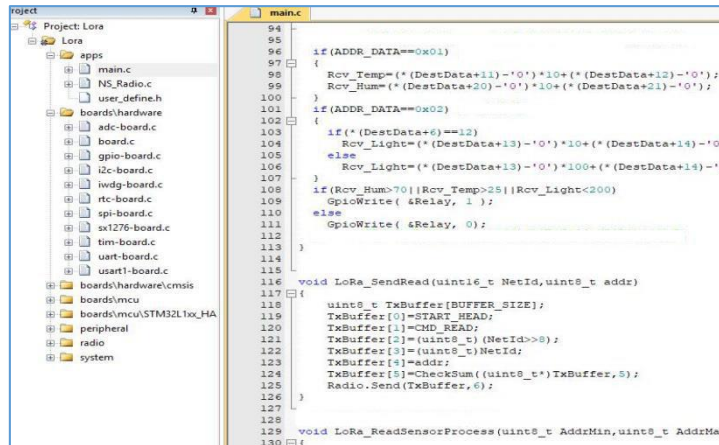 roject
Project: Lora
Lora
apps
main.c
NS_Radio.c
user_define.h
boards\hardware
adc-board.c
board.c
gpio-board.c
i2c-board.c
iwdg-board.c
rtc-board.c
spi-board.c
sx1276-board.c
tim-board.c
uart-board.c
usart1-board.c
boards\hardware\cmsis
boards\mcu
boards\mcu\STM32L1xx_HA
peripheral
radio
system
main.c
94
95
96 if(ADDR_DATA==0x01)
97 {
98 Rcv_Temp=(*(DestData+11)-'0')*10+(*(DestData+12)-'0');
99 Rcv_Hum=(*(DestData+20)-'0')*10+(*(DestData+21)-'0');
100 }
101 if(ADDR_DATA==0x02)
102 {
103 if(*(DestData+6)==12)
104 Rcv_Light=(*(DestData+13)-'0')*10+(*(DestData+14)-'0
105 else
106 Rcv_Light=(*(DestData+13)-'0')*100+(*(DestData+14)-'
107 }
108 if(Rcv_Hum>70||Rcv_Temp>25||Rcv_Light<200)
109 GpioWrite( &Relay, 1 );
110 else
111 GpioWrite( &Relay, 0);
112
113 }
114
115
116 void LoRa_SendRead(uint16_t NetId,uint8_t addr)
117 {
118 uint8_t TxBuffer[BUFFER_SIZE];
119 TxBuffer[0]=START_HEAD;
120 TxBuffer[1]=CMD_READ;
121 TxBuffer[2]=(uint8_t)(NetId>>8);
122 TxBuffer[3]=(uint8_t)NetId;
123 TxBuffer[4]=addr;
124 TxBuffer[5]=CheckSum((uint8_t*)TxBuffer,5);
125 Radio.Send(TxBuffer,6);
126 }
127
128
129 void LoRa_ReadSensorProcess(uint8_t AddrMin,uint8_t AddrMa
130 {